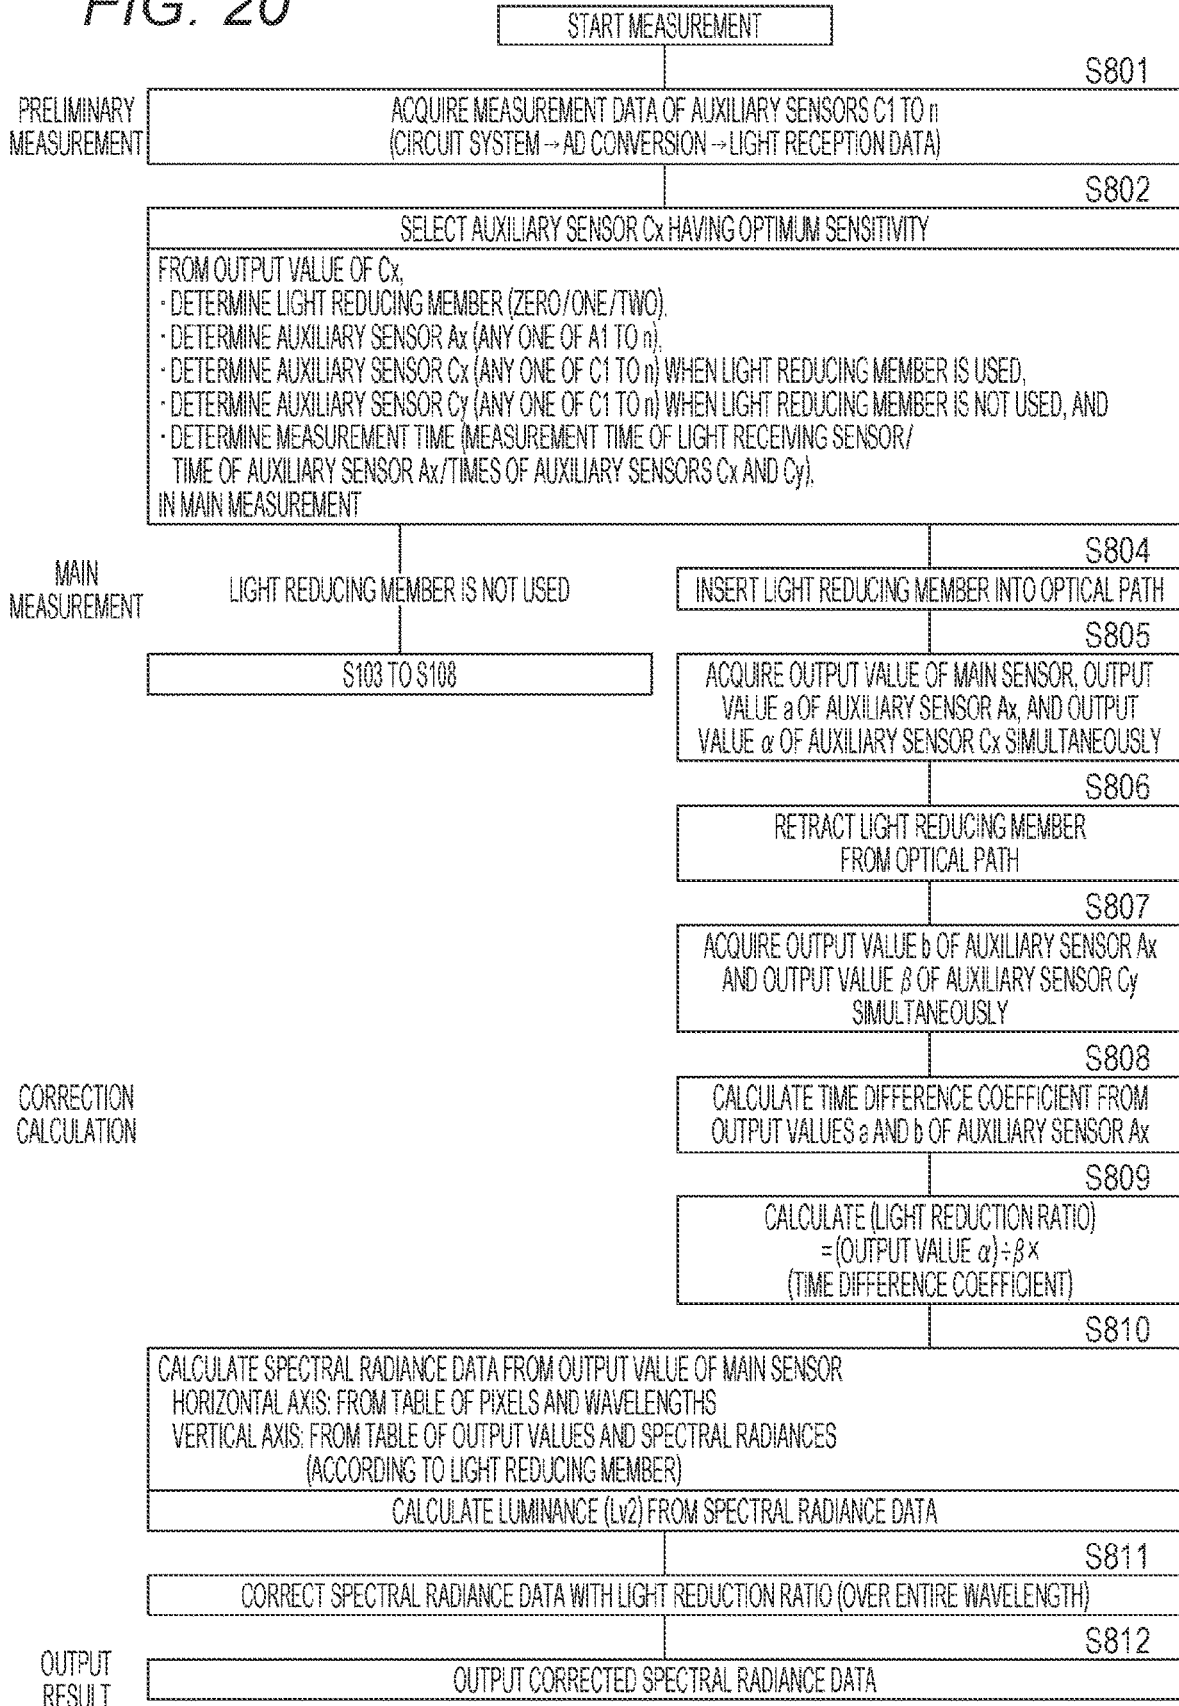 FIG. 20
START MEASUREMENT
S801
PRELIMINARY
MEASUREMENT
ACQUIRE MEASUREMENT DATA OF AUXILIARY SENSORS C1 TO n
(CIRCUIT SYSTEM→AD CONVERSION→LIGHT RECEPTION DATA)
S802
SELECT AUXILIARY SENSOR Cx HAVING OPTIMUM SENSITIVITY
FROM OUTPUT VALUE OF Cx,
· DETERMINE LIGHT REDUCING MEMBER (ZERO/ONE/TWO),
· DETERMINE AUXILIARY SENSOR Ax (ANY ONE OF A1 TO n),
· DETERMINE AUXILIARY SENSOR Cx (ANY ONE OF C1 TO n) WHEN LIGHT REDUCING MEMBER IS USED,
· DETERMINE AUXILIARY SENSOR Cy (ANY ONE OF C1 TO n) WHEN LIGHT REDUCING MEMBER IS NOT USED, AND
· DETERMINE MEASUREMENT TIME (MEASUREMENT TIME OF LIGHT RECEIVING SENSOR/
TIME OF AUXILIARY SENSOR Ax/TIMES OF AUXILIARY SENSORS Cx AND Cy),
IN MAIN MEASUREMENT
MAIN
MEASUREMENT
LIGHT REDUCING MEMBER IS NOT USED
S103 TO S108
S804
INSERT LIGHT REDUCING MEMBER INTO OPTICAL PATH
S805
ACQUIRE OUTPUT VALUE OF MAIN SENSOR, OUTPUT
VALUE a OF AUXILIARY SENSOR Ax, AND OUTPUT
VALUE α OF AUXILIARY SENSOR Cx SIMULTANEOUSLY
S806
RETRACT LIGHT REDUCING MEMBER
FROM OPTICAL PATH
S807
ACQUIRE OUTPUT VALUE b OF AUXILIARY SENSOR Ax
AND OUTPUT VALUE β OF AUXILIARY SENSOR Cy
SIMULTANEOUSLY
S808
CORRECTION
CALCULATION
CALCULATE TIME DIFFERENCE COEFFICIENT FROM
OUTPUT VALUES a AND b OF AUXILIARY SENSOR Ax
S809
CALCULATE (LIGHT REDUCTION RATIO)
=(OUTPUT VALUE α)÷β×
(TIME DIFFERENCE COEFFICIENT)
S810
CALCULATE SPECTRAL RADIANCE DATA FROM OUTPUT VALUE OF MAIN SENSOR
HORIZONTAL AXIS: FROM TABLE OF PIXELS AND WAVELENGTHS
VERTICAL AXIS: FROM TABLE OF OUTPUT VALUES AND SPECTRAL RADIANCES
(ACCORDING TO LIGHT REDUCING MEMBER)
CALCULATE LUMINANCE (Lv2) FROM SPECTRAL RADIANCE DATA
S811
CORRECT SPECTRAL RADIANCE DATA WITH LIGHT REDUCTION RATIO (OVER ENTIRE WAVELENGTH)
S812
OUTPUT
RESULT
OUTPUT CORRECTED SPECTRAL RADIANCE DATA